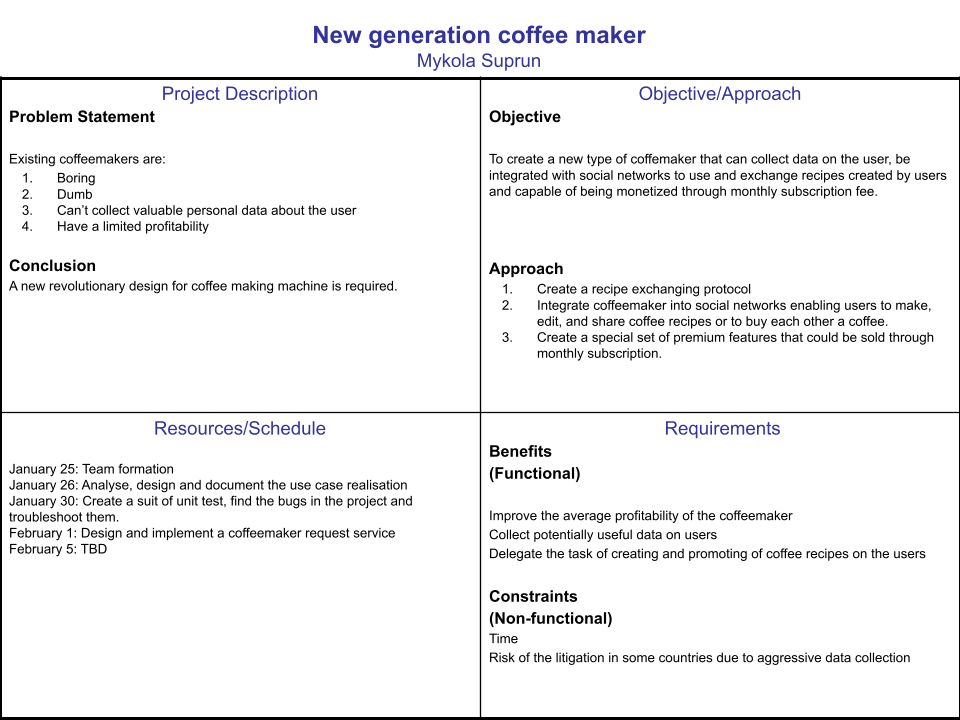 New generation coffee maker
Mykola Suprun
Project Description
Problem Statement
Existing coffeemakers are:
1. Boring
2. Dumb
3. Can't collect valuable personal data about the user
4. Have a limited profitability
Conclusion
A new revolutionary design for coffee making machine is required.
Objective/Approach
Objective
To create a new type of coffemaker that can collect data on the user, be
integrated with social networks to use and exchange recipes created by users
and capable of being monetized through monthly subscription fee.
Approach
1. Create a recipe exchanging protocol
2. Integrate coffeemaker into social networks enabling users to make,
edit, and share coffee recipes or to buy each other a coffee.
3. Create a special set of premium features that could be sold through
monthly subscription.
Resources/Schedule
January 25: Team formation
January 26: Analyse, design and document the use case realisation
January 30: Create a suit of unit test, find the bugs in the project and
troubleshoot them.
February 1: Design and implement a coffeemaker request service
February 5: TBD
Requirements
Benefits
(Functional)
Improve the average profitability of the coffeemaker
Collect potentially useful data on users
Delegate the task of creating and promoting of coffee recipes on the users
Constraints
(Non-functional)
Time
Risk of the litigation in some countries due to aggressive data collection